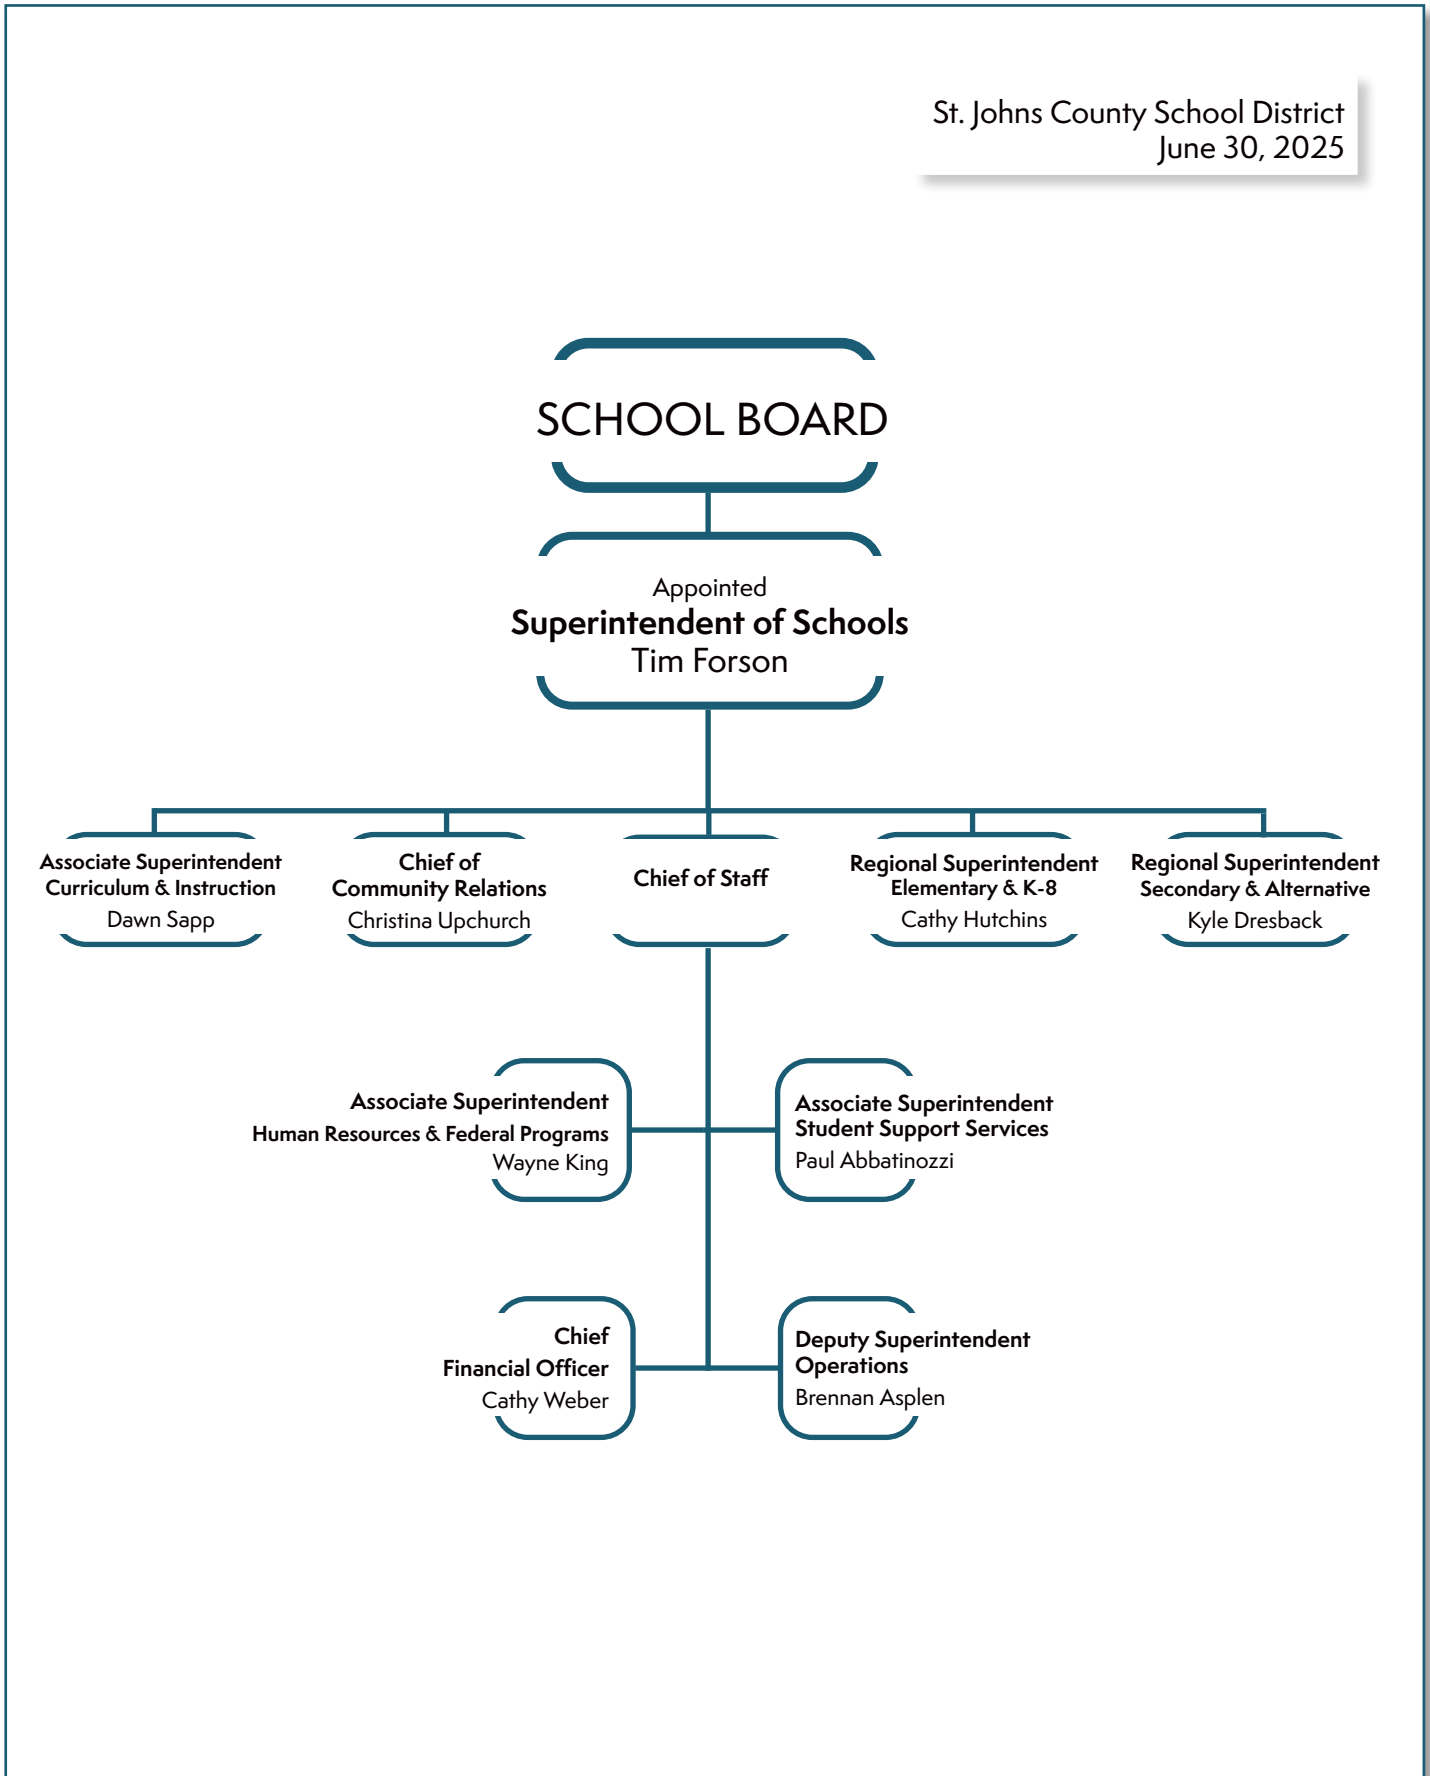 St. Johns County School District
June 30, 2025
SCHOOL BOARD
Appointed
Superintendent of Schools
Tim Forson
Associate Superintendent
Curriculum & Instruction
Dawn Sapp
Chief of
Community Relations
Christina Upchurch
Chief of Staff
Regional Superintendent
Elementary & K-8
Cathy Hutchins
Regional Superintendent
Secondary & Alternative
Kyle Dresback
Associate Superintendent
Human Resources & Federal Programs
Wayne King
Associate Superintendent
Student Support Services
Paul Abbatinozzi
Chief
Financial Officer
Cathy Weber
Deputy Superintendent
Operations
Brennan Asplen